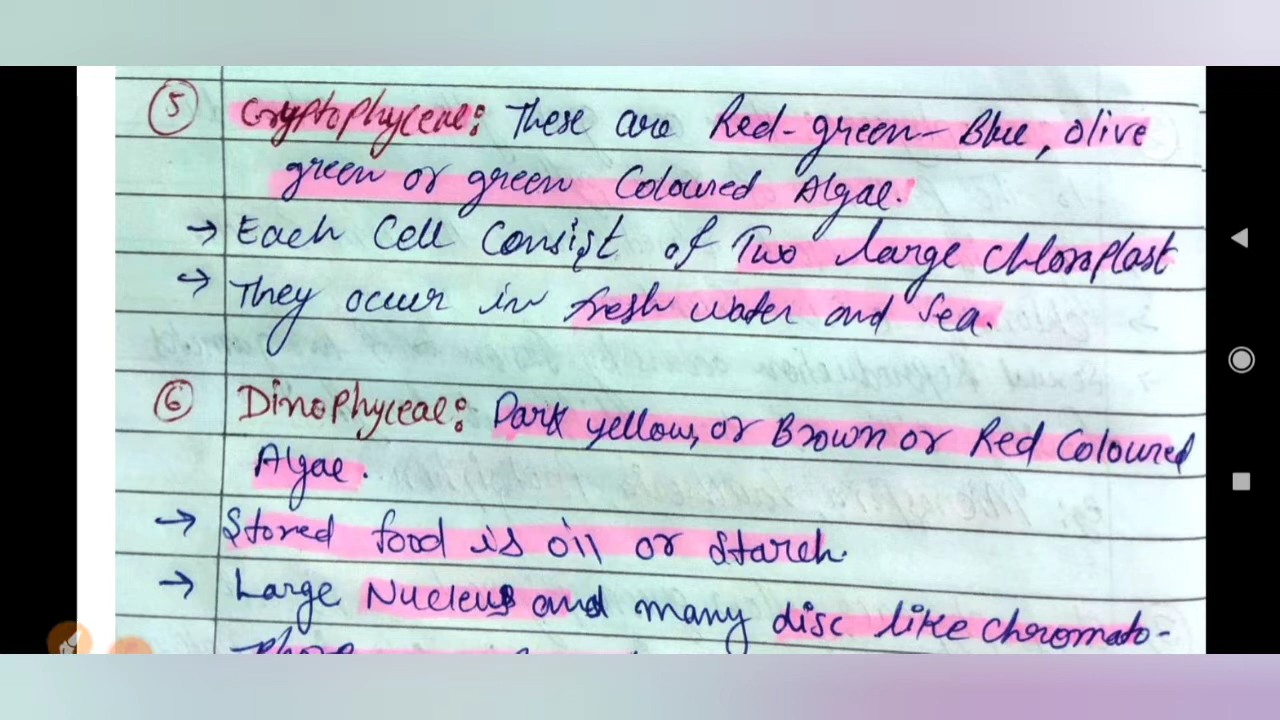 5 Cryptophyceae: These are Red-green-Blue, olive
green or green Coloured Algae.
→ Each Cell Consist of Two large chloroplast
→ They occur in fresh water and Sea.
6 Dinophyceae: Dark yellow, or Brown or Red Coloured
Algae.
→ Stored food is oil or starch.
→ Large Nucleus and many disc like chromato-